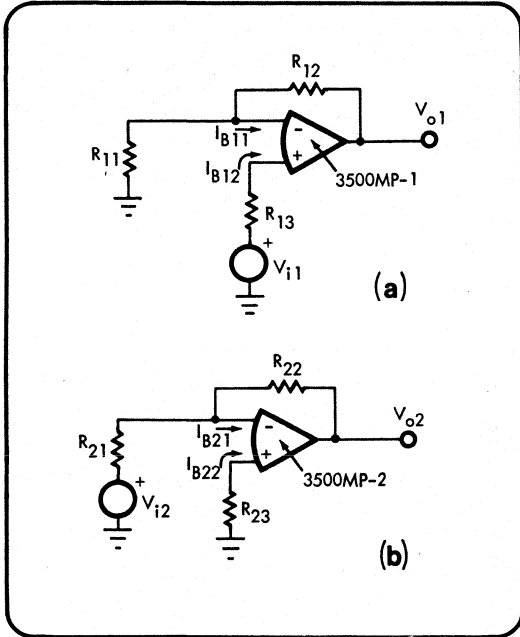 R12
Vo1
IB11
-
R11
IB12
+
3500MP-1
R13
+
Vi1
(a)
R22
Vo2
IB21
-
R21
IB22
+
3500MP-2
+
Vi2
R23
(b)